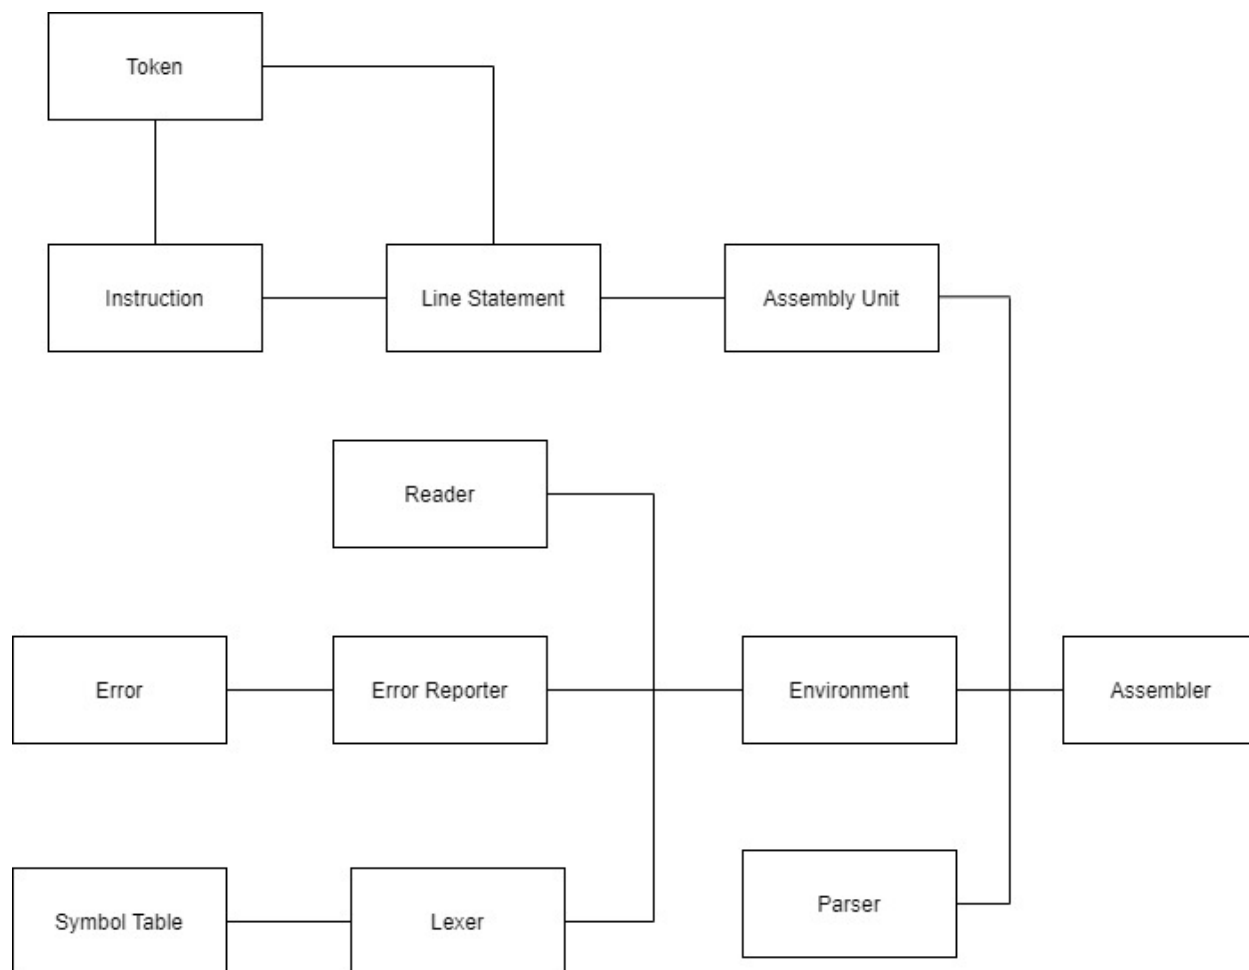 Token
Instruction
Line Statement
Assembly Unit
Reader
Error
Error Reporter
Environment
Assembler
Symbol Table
Lexer
Parser